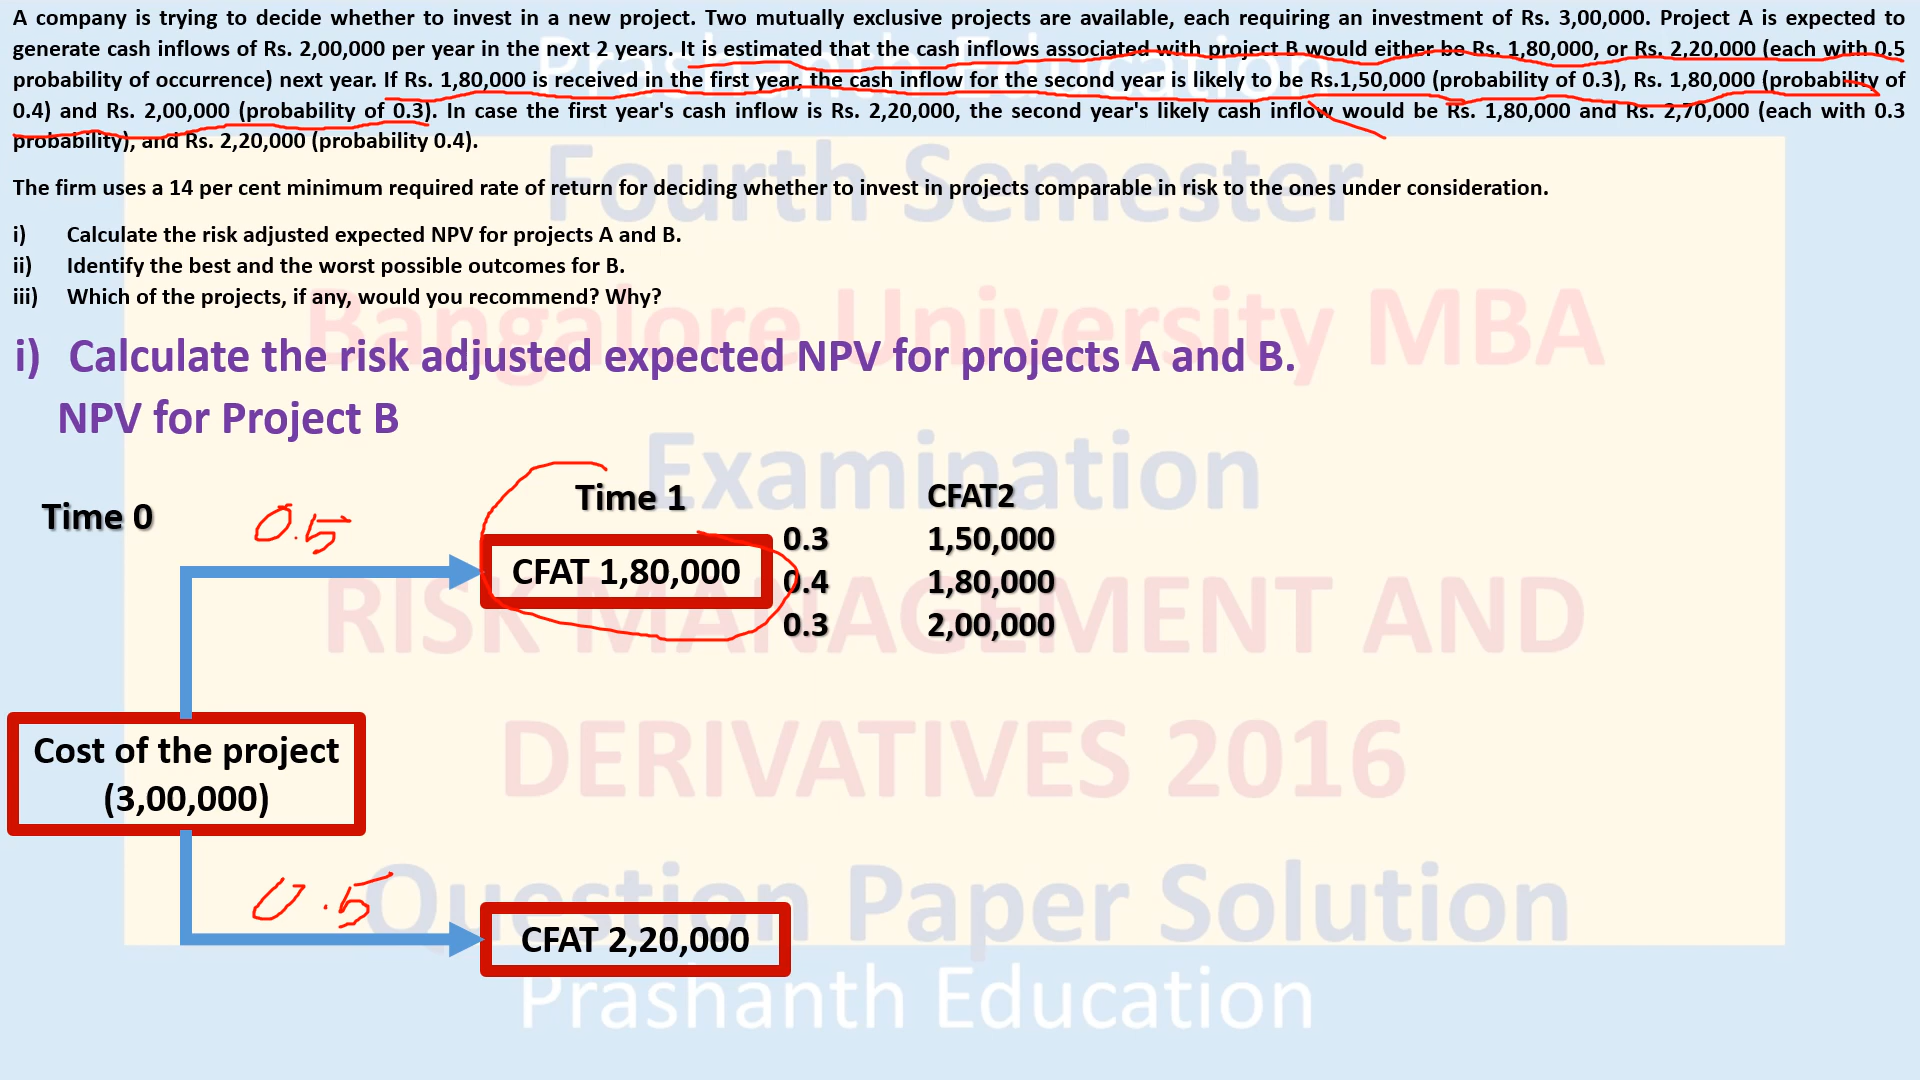 A company is trying to decide whether to invest in a new project. Two mutually exclusive projects are available, each requiring an investment of Rs. 3,00,000. Project A is expected to
generate cash inflows of Rs. 2,00,000 per year in the next 2 years. It is estimated that the cash inflows associated with project B would either be Rs. 1,80,000, or Rs. 2,20,000 (each with 0.5
probability of occurrence) next year. If Rs. 1,80,000 is received in the first year, the cash inflow for the second year is likely to be Rs.1,50,000 (probability of 0.3), Rs. 1,80,000 (probability of
0.4) and Rs. 2,00,000 (probability of 0.3). In case the first year's cash inflow is Rs. 2,20,000, the second year's likely cash inflow would be Rs. 1,80,000 and Rs. 2,70,000 (each with 0.3
probability), and Rs. 2,20,000 (probability 0.4).
The firm uses a 14 per cent minimum required rate of return for deciding whether to invest in projects comparable in risk to the ones under consideration.
i) Calculate the risk adjusted expected NPV for projects A and B.
ii) Identify the best and the worst possible outcomes for B.
iii) Which of the projects, if any, would you recommend? Why?
i) Calculate the risk adjusted expected NPV for projects A and B.
NPV for Project B
Time 0
0.5
Time 1
CFAT2
0.3 1,50,000
CFAT 1,80,000
0.4 1,80,000
0.3 2,00,000
Cost of the project
(3,00,000)
0.5
CFAT 2,20,000
Prashanth Education
Fourth Semester
Bangalore University MBA
Examination
RISK MANAGEMENT AND
DERIVATIVES 2016
Question Paper Solution
Prashanth Education